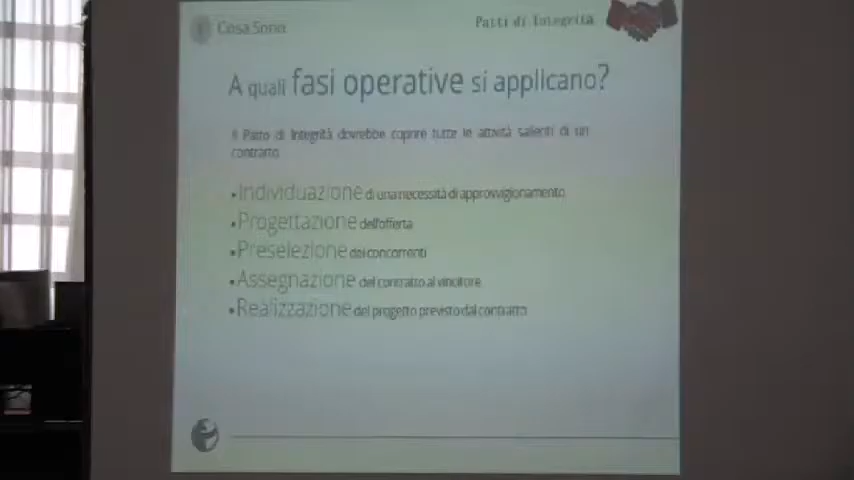 Cosa Sono
Patti di Integrità
A quali fasi operative si applicano?
Il Patto di Integrità dovrebbe coprire tutte le attività salienti di un
contratto
• Individuazione di una necessità di approvvigionamento
• Progettazione dell'offerta
• Preselezione dei concorrenti
• Assegnazione del contratto al vincitore
• Realizzazione del progetto previsto dal contratto